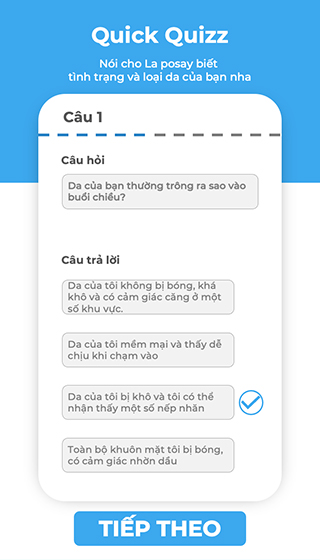 Quick Quizz
Nói cho La posay biết
tình trạng và loại da của bạn nha
Câu 1
Câu hỏi
Da của bạn thường trông ra sao vào
buổi chiều?
Câu trả lời
Da của tôi không bị bóng, khá
khô và có cảm giác căng ở một
số khu vực.
Da của tôi mềm mại và thấy dễ
chịu khi chạm vào
Da của tôi bị khô và tôi có thể
nhận thấy một số nếp nhăn
Toàn bộ khuôn mặt tôi bị bóng,
có cảm giác nhờn dầu
TIẾP THEO